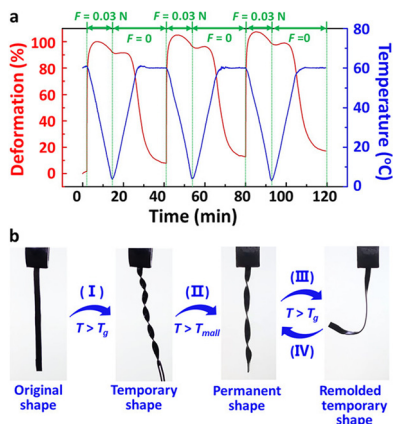 a
F = 0.03 N F = 0.03 N F = 0.03 N
F = 0 F = 0 F =0
Deformation (%)
100
80
60
40
20
0
80
60
40
20
0
Temperature (°C)
0 20 40 60 80 100 120
Time (min)
b
( I ) (II) (III)
T > Tg T > Tmall T > Tg
(IV)
Original shape Temporary shape Permanent shape Remolded temporary shape